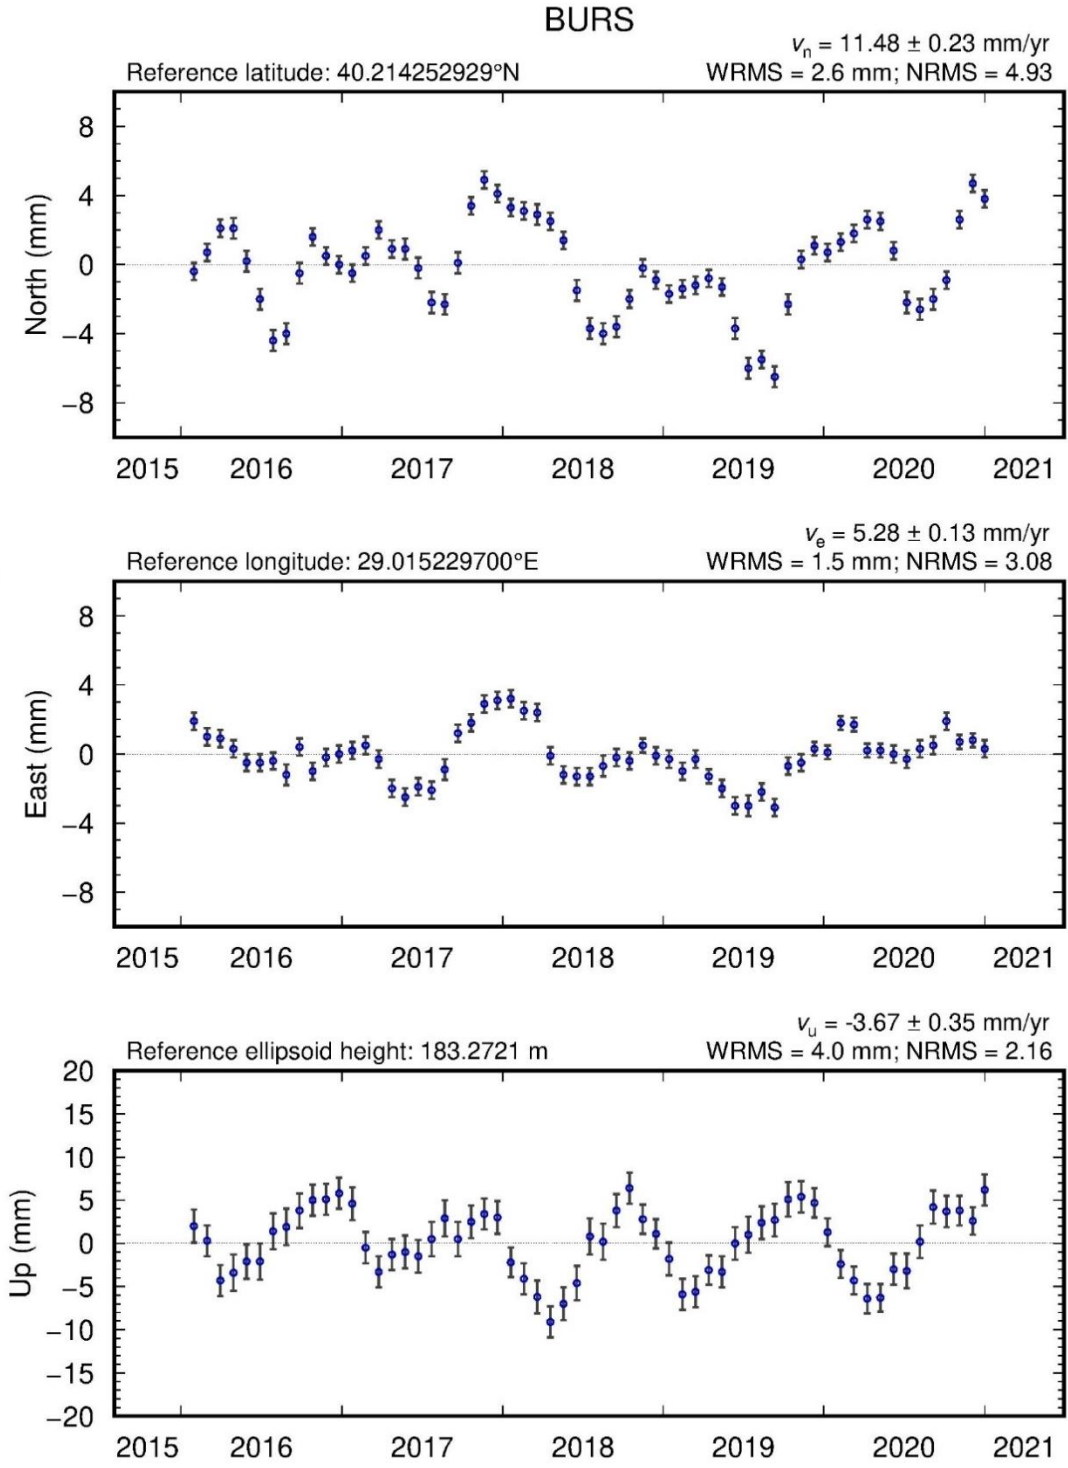 BURS
vn = 11.48 ± 0.23 mm/yr
Reference latitude: 40.214252929°N WRMS = 2.6 mm; NRMS = 4.93
8
4
0
−4
−8
North (mm)
2015 2016 2017 2018 2019 2020 2021
ve = 5.28 ± 0.13 mm/yr
Reference longitude: 29.015229700°E WRMS = 1.5 mm; NRMS = 3.08
8
4
0
−4
−8
East (mm)
2015 2016 2017 2018 2019 2020 2021
vu = -3.67 ± 0.35 mm/yr
Reference ellipsoid height: 183.2721 m WRMS = 4.0 mm; NRMS = 2.16
20
15
10
5
0
−5
−10
−15
−20
Up (mm)
2015 2016 2017 2018 2019 2020 2021